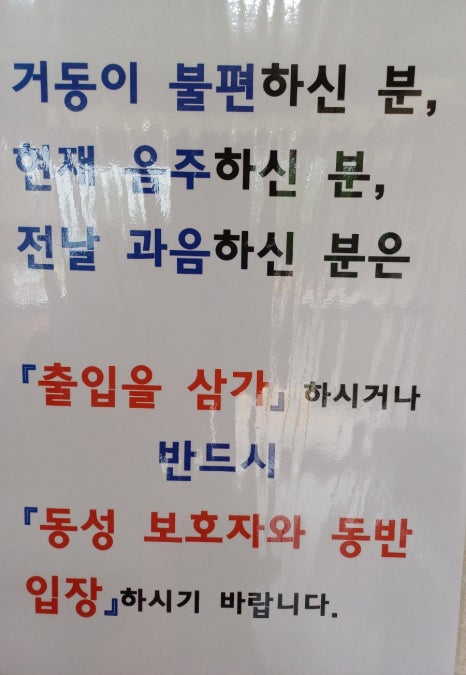 거동이 불편하신 분,
현재 음주하신 분,
전날 과음하신 분은
『출입을 삼가』하시거나
반드시
『동성 보호자와 동반
입장』하시기 바랍니다.